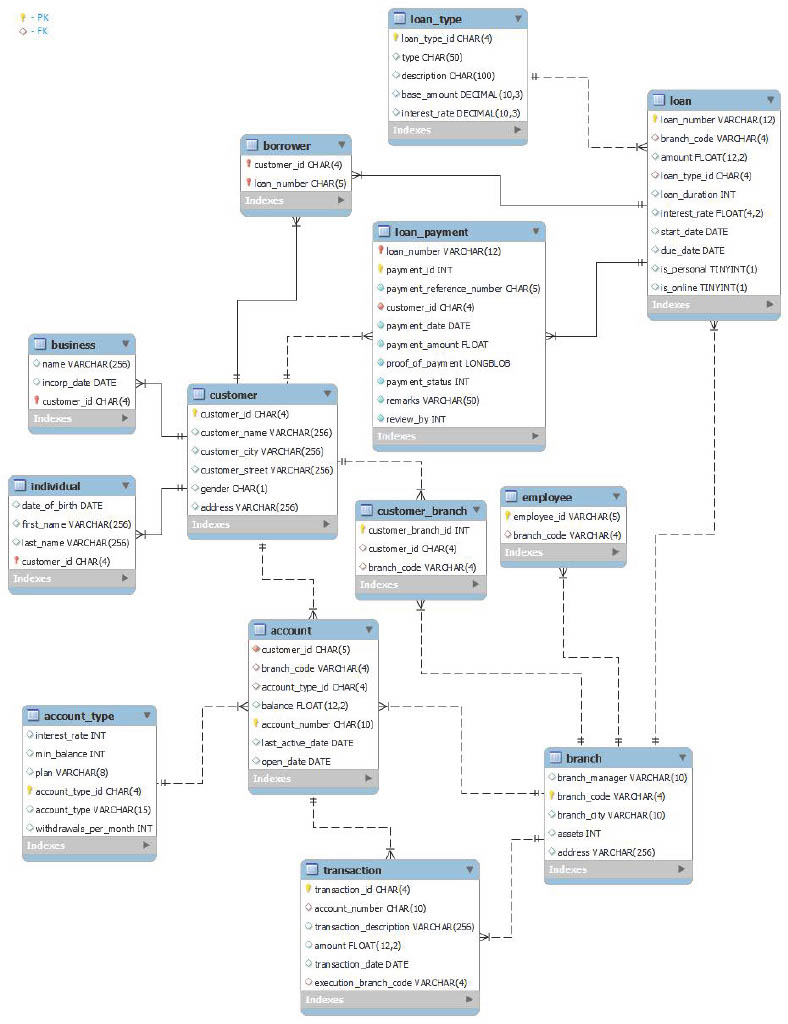 - PK
- FK
loan_type
loan_type_id CHAR(4)
type CHAR(50)
description CHAR(100)
base_amount DECIMAL(10,3)
interest_rate DECIMAL(10,3)
Indexes
loan
loan_number VARCHAR(12)
branch_code VARCHAR(4)
amount FLOAT(12,2)
loan_type_id CHAR(4)
loan_duration INT
interest_rate FLOAT(4,2)
start_date DATE
due_date DATE
is_personal TINYINT(1)
is_online TINYINT(1)
Indexes
borrower
customer_id CHAR(4)
loan_number CHAR(5)
Indexes
loan_payment
loan_number VARCHAR(12)
payment_id INT
payment_reference_number CHAR(5)
customer_id CHAR(4)
payment_date DATE
payment_amount FLOAT
proof_of_payment LONGBLOB
payment_status INT
remarks VARCHAR(50)
review_by INT
Indexes
business
name VARCHAR(256)
incorp_date DATE
customer_id CHAR(4)
Indexes
customer
customer_id CHAR(4)
customer_name VARCHAR(256)
customer_city VARCHAR(256)
customer_street VARCHAR(256)
gender CHAR(1)
address VARCHAR(256)
Indexes
individual
date_of_birth DATE
first_name VARCHAR(256)
last_name VARCHAR(256)
customer_id CHAR(4)
Indexes
customer_branch
customer_branch_id INT
customer_id CHAR(4)
branch_code VARCHAR(4)
Indexes
employee
employee_id VARCHAR(5)
branch_code VARCHAR(4)
Indexes
account
customer_id CHAR(5)
branch_code VARCHAR(4)
account_type_id CHAR(4)
balance FLOAT(12,2)
account_number CHAR(10)
last_active_date DATE
open_date DATE
Indexes
account_type
interest_rate INT
min_balance INT
plan VARCHAR(8)
account_type_id CHAR(4)
account_type VARCHAR(15)
withdrawals_per_month INT
Indexes
branch
branch_manager VARCHAR(10)
branch_code VARCHAR(4)
branch_city VARCHAR(10)
assets INT
address VARCHAR(256)
Indexes
transaction
transaction_id CHAR(4)
account_number CHAR(10)
transaction_description VARCHAR(256)
amount FLOAT(12,2)
transaction_date DATE
execution_branch_code VARCHAR(4)
Indexes